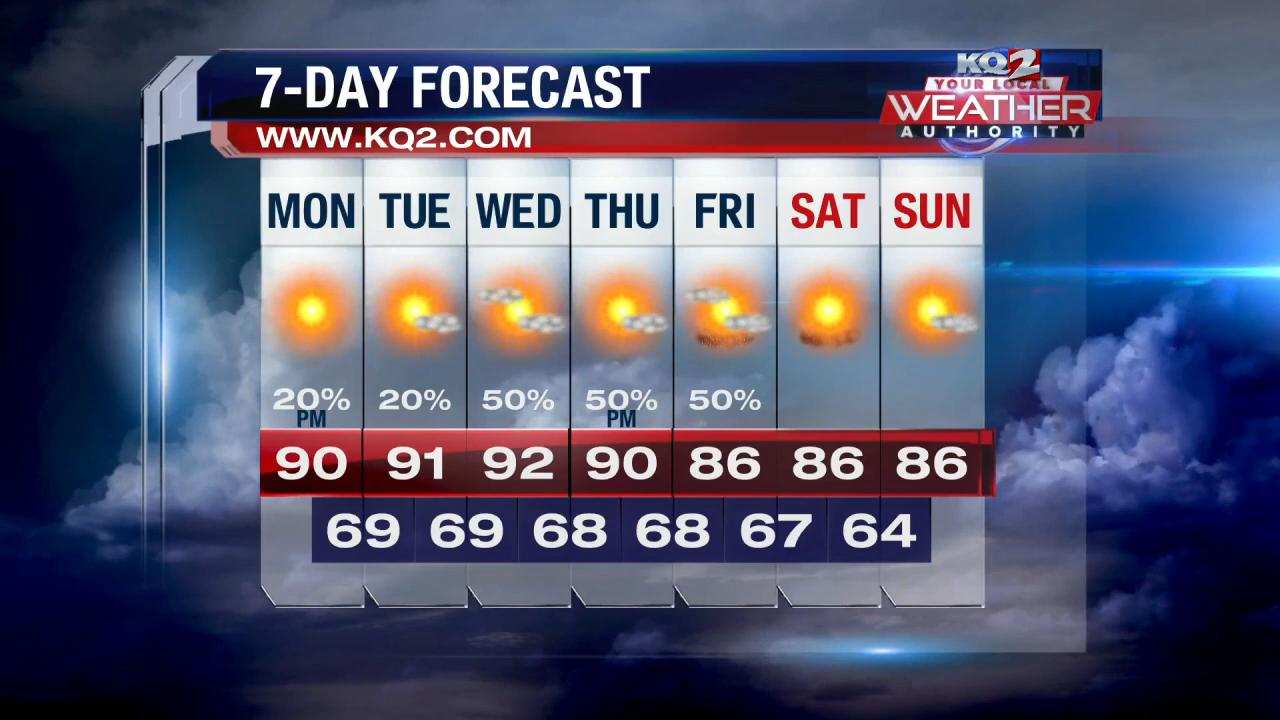 7-DAY FORECAST
WWW.KQ2.COM
KQ2
YOUR LOCAL
WEATHER
AUTHORITY
MON TUE WED THU FRI SAT SUN
20% 20% 50% 50% 50%
PM PM
90 91 92 90 86 86 86
69 69 68 68 67 64